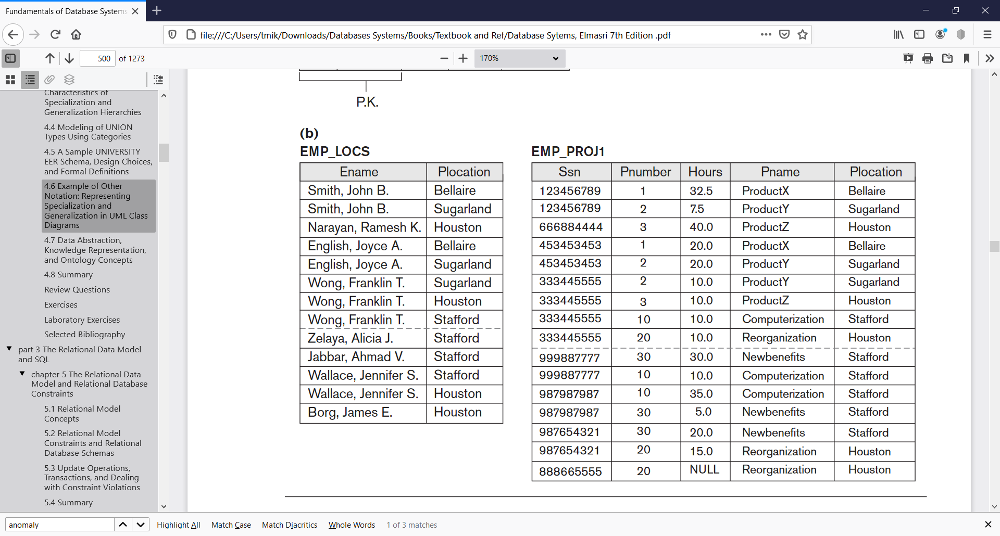 Fundamentals of Database Systems
file:///C:/Users/tmik/Downloads/Databases Systems/Books/Textbook and Ref/Database Sytems, Elmasri 7th Edition .pdf
500 of 1273
170%
Characteristics of
Specialization and
Generalization Hierarchies
4.4 Modeling of UNION
Types Using Categories
4.5 A Sample UNIVERSITY
EER Schema, Design Choices,
and Formal Definitions
4.6 Example of Other
Notation: Representing
Specialization and
Generalization in UML Class
Diagrams
4.7 Data Abstraction,
Knowledge Representation,
and Ontology Concepts
4.8 Summary
Review Questions
Exercises
Laboratory Exercises
Selected Bibliography
part 3 The Relational Data Model
and SQL
chapter 5 The Relational Data
Model and Relational Database
Constraints
5.1 Relational Model
Concepts
5.2 Relational Model
Constraints and Relational
Database Schemas
5.3 Update Operations,
Transactions, and Dealing
with Constraint Violations
5.4 Summary
P.K.
(b)
EMP_LOCS
Ename Plocation
Smith, John B. Bellaire
Smith, John B. Sugarland
Narayan, Ramesh K. Houston
English, Joyce A. Bellaire
English, Joyce A. Sugarland
Wong, Franklin T. Sugarland
Wong, Franklin T. Houston
Wong, Franklin T. Stafford
Zelaya, Alicia J. Stafford
Jabbar, Ahmad V. Stafford
Wallace, Jennifer S. Stafford
Wallace, Jennifer S. Houston
Borg, James E. Houston
EMP_PROJ1
Ssn Pnumber Hours Pname Plocation
123456789 1 32.5 ProductX Bellaire
123456789 2 7.5 ProductY Sugarland
666884444 3 40.0 ProductZ Houston
453453453 1 20.0 ProductX Bellaire
453453453 2 20.0 ProductY Sugarland
333445555 2 10.0 ProductY Sugarland
333445555 3 10.0 ProductZ Houston
333445555 10 10.0 Computerization Stafford
333445555 20 10.0 Reorganization Houston
999887777 30 30.0 Newbenefits Stafford
999887777 10 10.0 Computerization Stafford
987987987 10 35.0 Computerization Stafford
987987987 30 5.0 Newbenefits Stafford
987654321 30 20.0 Newbenefits Stafford
987654321 20 15.0 Reorganization Houston
888665555 20 NULL Reorganization Houston
anomaly Highlight All Match Case Match Diacritics Whole Words 1 of 3 matches